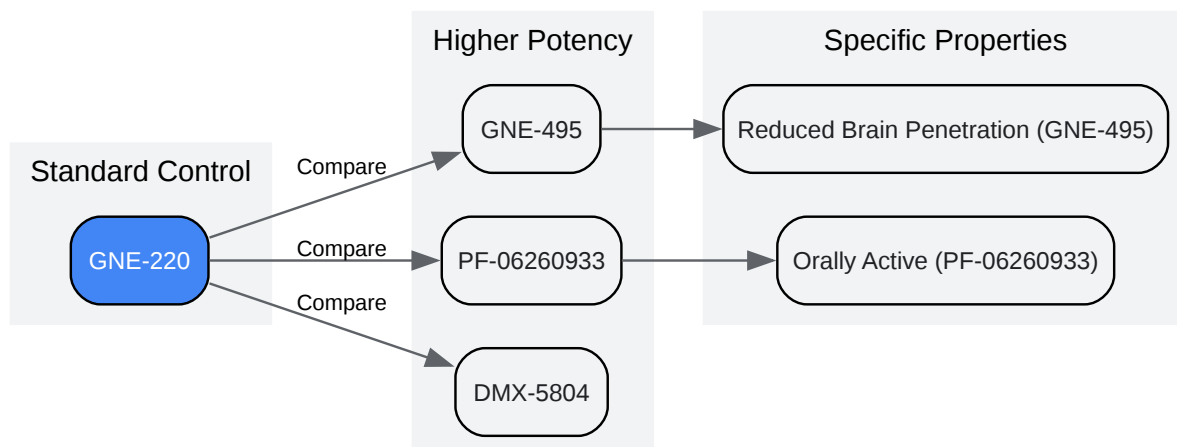 Standard Control
GNE-220
Compare
Compare
Compare
Higher Potency
GNE-495
PF-06260933
DMX-5804
Specific Properties
Reduced Brain Penetration (GNE-495)
Orally Active (PF-06260933)